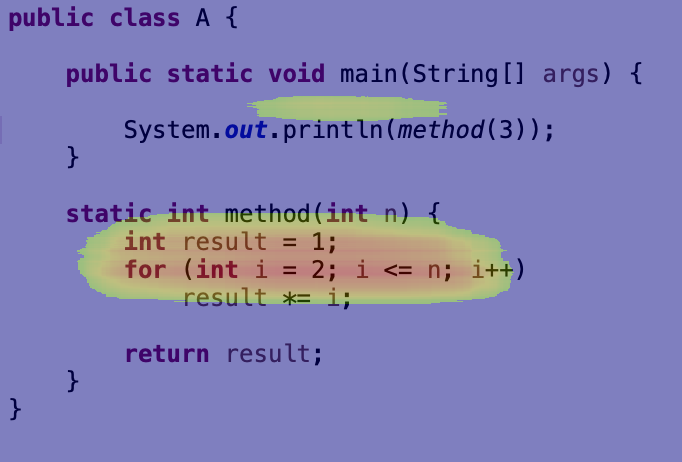 public class A {
public static void main(String[] args) {
System.out.println(method(3));
}
static int method(int n) {
int result = 1;
for (int i = 2; i <= n; i++)
result *= i;
return result;
}
}